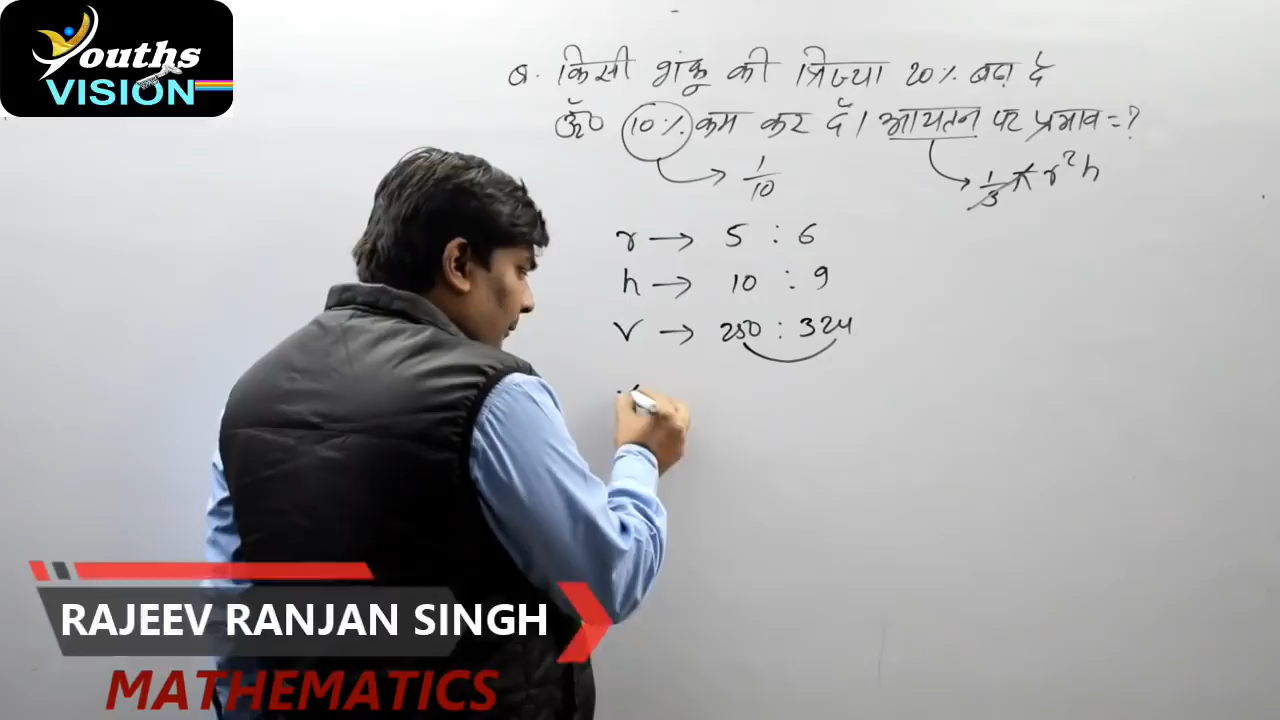 Youths
VISION
Q. किसी शंकु की त्रिज्या 20% बढ़ा दें
ऊँ० 10% कम कर दें। आयतन पर प्रभाव = ?
1/10
1/3 π r² h
r → 5 : 6
h → 10 : 9
V → 250 : 324
RAJEEV RANJAN SINGH
MATHEMATICS